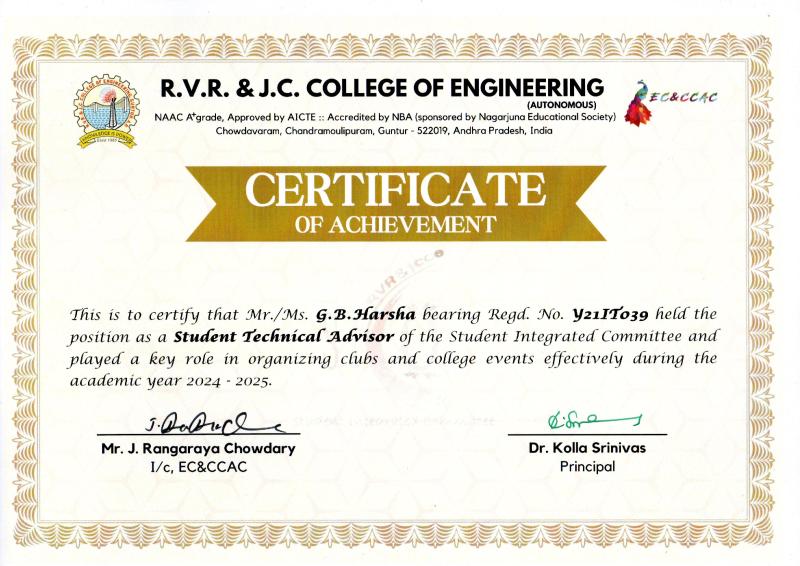 R.V.R. & J.C. COLLEGE OF ENGINEERING
(AUTONOMOUS)
NAAC A+ grade, Approved by AICTE :: Accredited by NBA (sponsored by Nagarjuna Educational Society)
Chowdavaram, Chandramoulipuram, Guntur - 522019, Andhra Pradesh, India
EC&CCAC
KNOWLEDGE IS POWER
CERTIFICATE
OF ACHIEVEMENT
This is to certify that Mr./Ms. G.B.Harsha bearing Regd. No. Y21IT039 held the
position as a Student Technical Advisor of the Student Integrated Committee and
played a key role in organizing clubs and college events effectively during the
academic year 2024 - 2025.
Mr. J. Rangaraya Chowdary
I/c, EC&CCAC
Dr. Kolla Srinivas
Principal